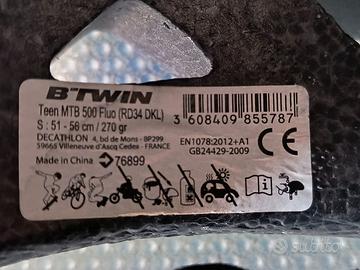 B'TWIN
Teen MTB 500 Fluo (RD34 DKL)
S : 51 - 56 cm / 270 gr
DECATHLON 4, bd de Mons - BP299
59665 Villeneuve d'Ascq Cedex - FRANCE
Made in China 76899
3 608409 855787
EN1078:2012+A1
GB24429-2009
CE
i
subito